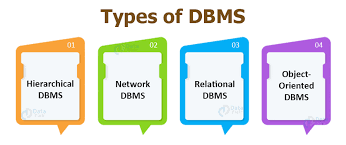 Types of DBMS
01
Hierarchical
DBMS
02
Network
DBMS
03
Relational
DBMS
04
Object-
Oriented
DBMS